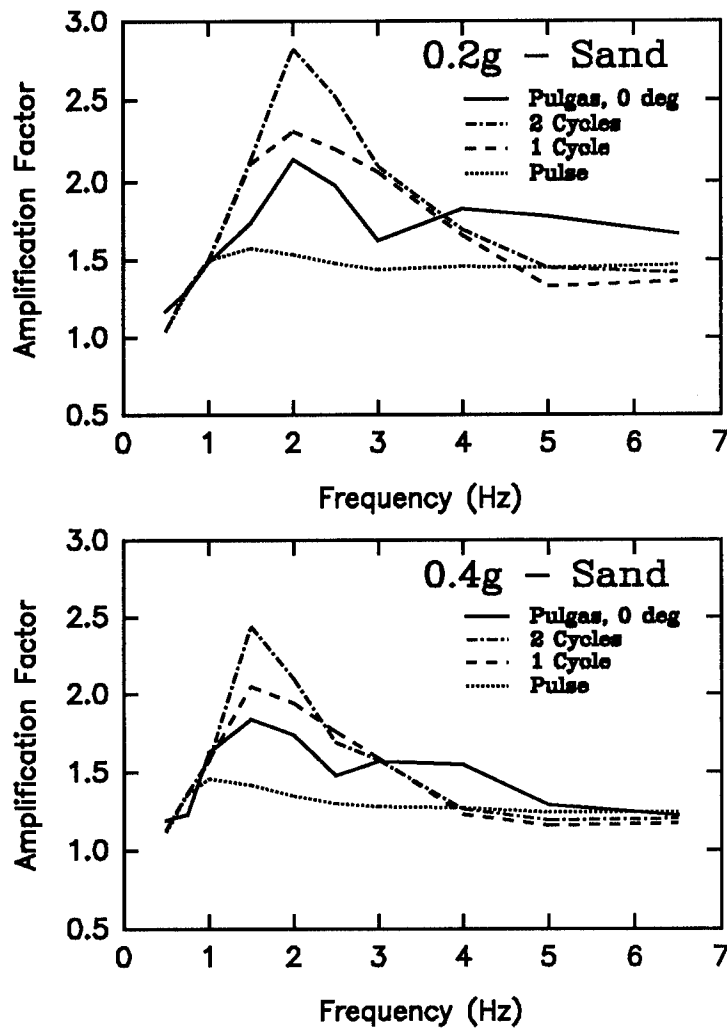 3.0
0.2g – Sand
Pulgas, 0 deg
2 Cycles
1 Cycle
Pulse
2.5
2.0
1.5
1.0
0.5
Amplification Factor
0 1 2 3 4 5 6 7
Frequency (Hz)
3.0
0.4g – Sand
Pulgas, 0 deg
2 Cycles
1 Cycle
Pulse
2.5
2.0
1.5
1.0
0.5
Amplification Factor
0 1 2 3 4 5 6 7
Frequency (Hz)